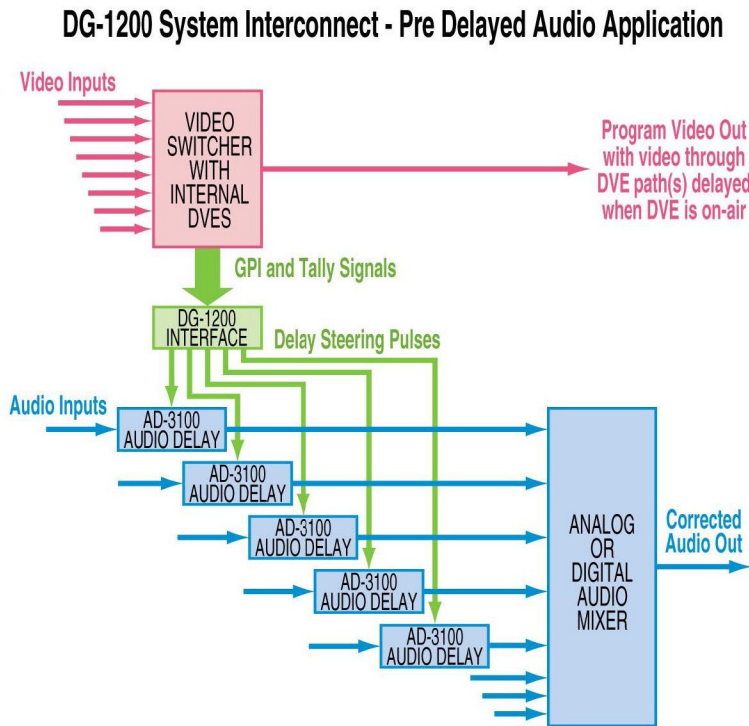 DG-1200 System Interconnect - Pre Delayed Audio Application
Video Inputs
VIDEO
SWITCHER
WITH
INTERNAL
DVES
Program Video Out
with video through
DVE path(s) delayed
when DVE is on-air
GPI and Tally Signals
DG-1200
INTERFACE
Delay Steering Pulses
Audio Inputs
AD-3100
AUDIO DELAY
AD-3100
AUDIO DELAY
AD-3100
AUDIO DELAY
AD-3100
AUDIO DELAY
AD-3100
AUDIO DELAY
ANALOG
OR
DIGITAL
AUDIO
MIXER
Corrected
Audio Out